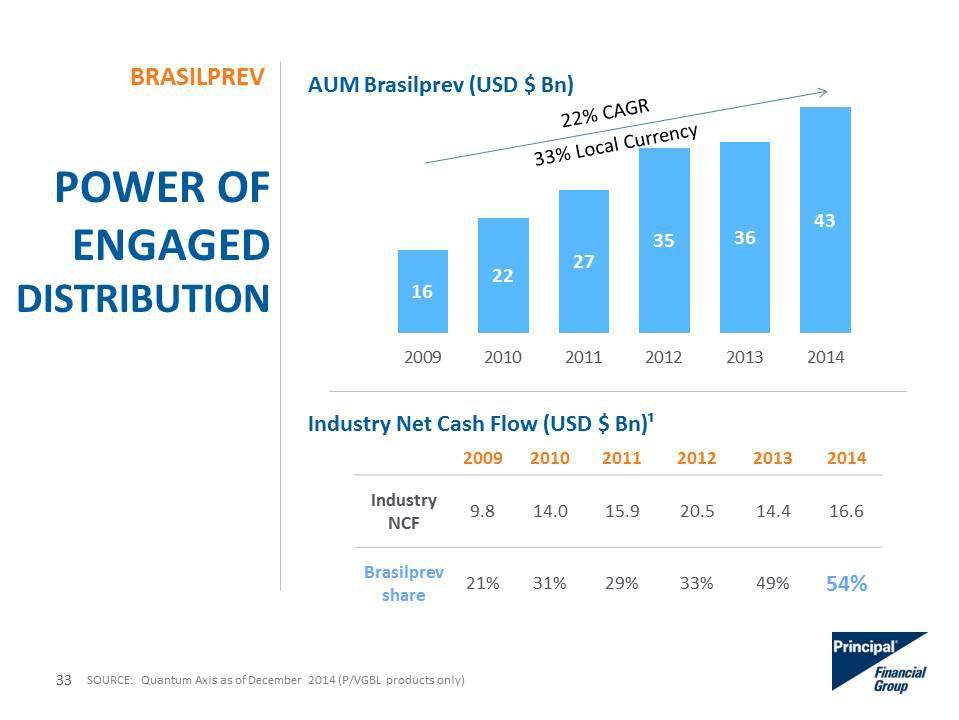 BRASILPREV
POWER OF
ENGAGED
DISTRIBUTION
AUM Brasilprev (USD $ Bn)
22% CAGR
33% Local Currency
16
22
27
35
36
43
2009 2010 2011 2012 2013 2014
Industry Net Cash Flow (USD $ Bn)¹
2009 2010 2011 2012 2013 2014
Industry
NCF
9.8 14.0 15.9 20.5 14.4 16.6
Brasilprev
share
21% 31% 29% 33% 49% 54%
33 SOURCE: Quantum Axis as of December 2014 (P/VGBL products only)
Principal®
Financial
Group